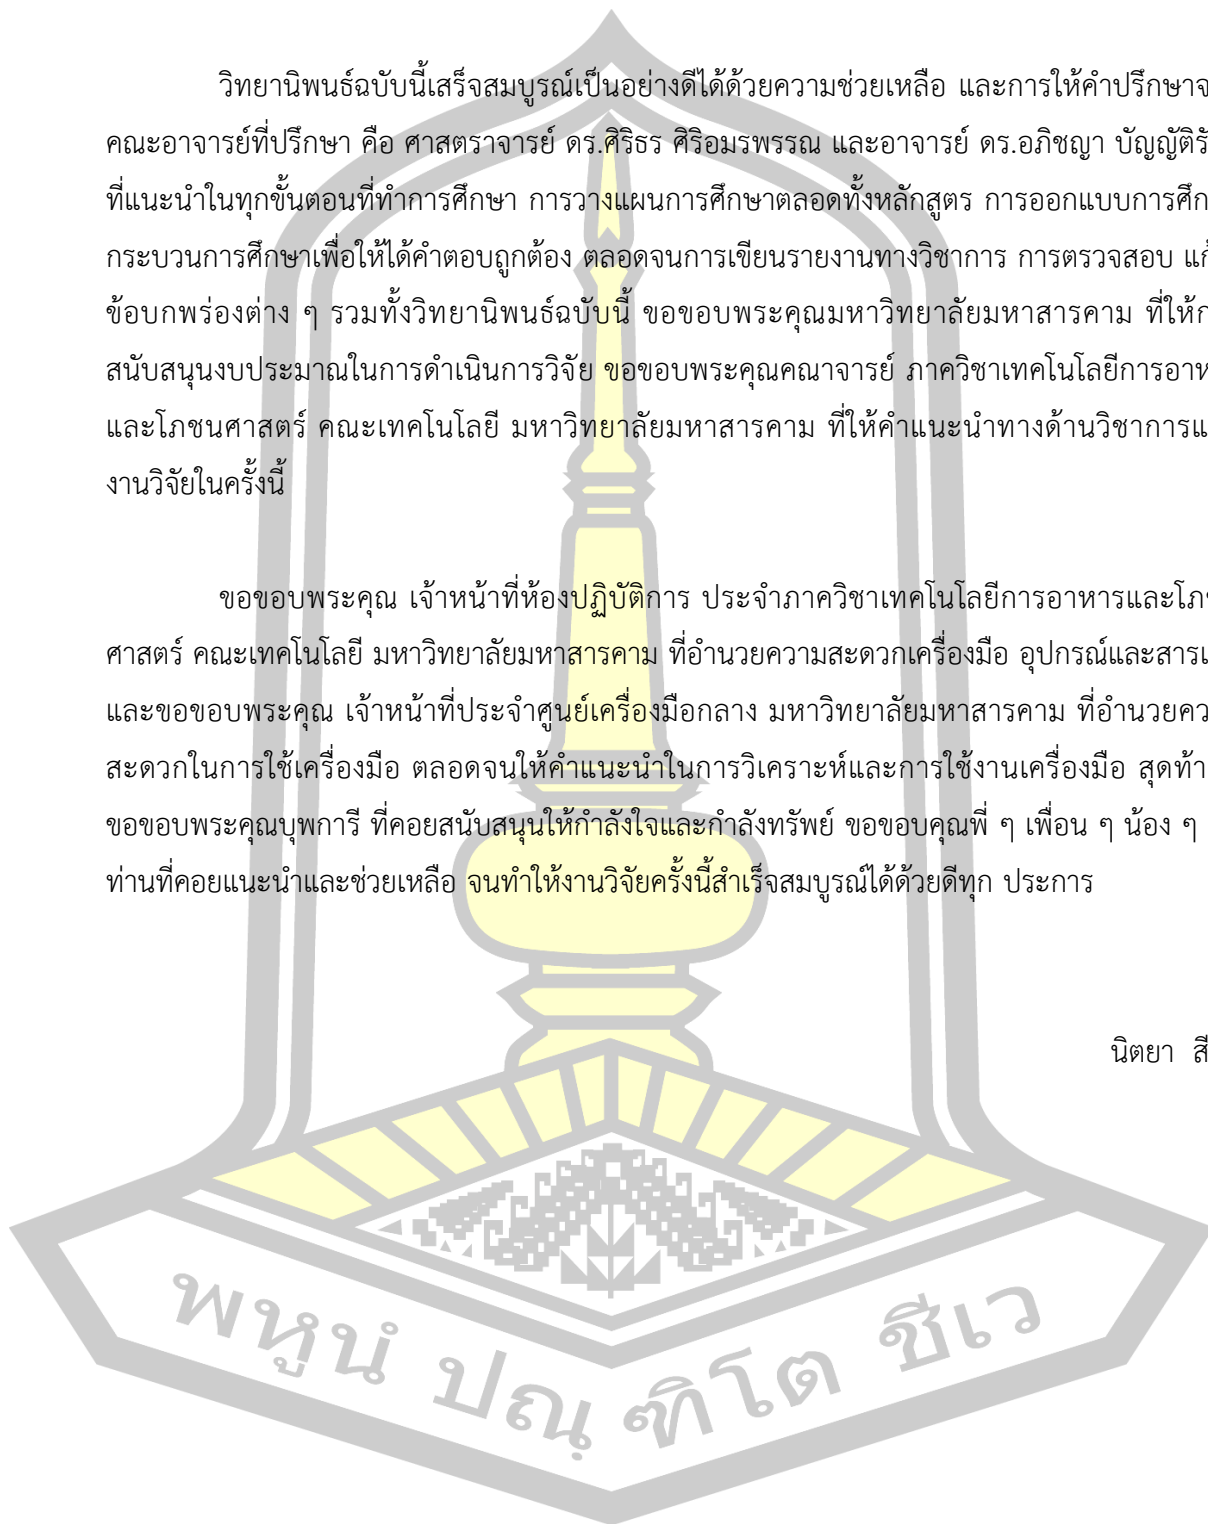 วิทยานิพนธ์ฉบับนี้เสร็จสมบูรณ์เป็นอย่างดีได้ด้วยความช่วยเหลือ และการให้คำปรึกษาจ
คณะอาจารย์ที่ปรึกษา คือ ศาสตราจารย์ ดร.ศิริธร ศิริอมรพรรณ และอาจารย์ ดร.อภิชญา บัญญัติรั
ที่แนะนำในทุกขั้นตอนที่ทำการศึกษา การวางแผนการศึกษาตลอดทั้งหลักสูตร การออกแบบการศึก
กระบวนการศึกษาเพื่อให้ได้คำตอบถูกต้อง ตลอดจนการเขียนรายงานทางวิชาการ การตรวจสอบ แก้
ข้อบกพร่องต่าง ๆ รวมทั้งวิทยานิพนธ์ฉบับนี้ ขอขอบพระคุณมหาวิทยาลัยมหาสารคาม ที่ให้ก
สนับสนุนงบประมาณในการดำเนินการวิจัย ขอขอบพระคุณคณาจารย์ ภาควิชาเทคโนโลยีการอาห
และโภชนศาสตร์ คณะเทคโนโลยี มหาวิทยาลัยมหาสารคาม ที่ให้คำแนะนำทางด้านวิชาการแ
งานวิจัยในครั้งนี้
ขอขอบพระคุณ เจ้าหน้าที่ห้องปฏิบัติการ ประจำภาควิชาเทคโนโลยีการอาหารและโภช
ศาสตร์ คณะเทคโนโลยี มหาวิทยาลัยมหาสารคาม ที่อำนวยความสะดวกเครื่องมือ อุปกรณ์และสารเ
และขอขอบพระคุณ เจ้าหน้าที่ประจำศูนย์เครื่องมือกลาง มหาวิทยาลัยมหาสารคาม ที่อำนวยคว
สะดวกในการใช้เครื่องมือ ตลอดจนให้คำแนะนำในการวิเคราะห์และการใช้งานเครื่องมือ สุดท้า
ขอขอบพระคุณบุพการี ที่คอยสนับสนุนให้กำลังใจและกำลังทรัพย์ ขอขอบคุณพี่ ๆ เพื่อน ๆ น้อง ๆ
ท่านที่คอยแนะนำและช่วยเหลือ จนทำให้งานวิจัยครั้งนี้สำเร็จสมบูรณ์ได้ด้วยดีทุก ประการ
นิตยา สี
พหูนํ ปณฺ ฑิโต ชีเว